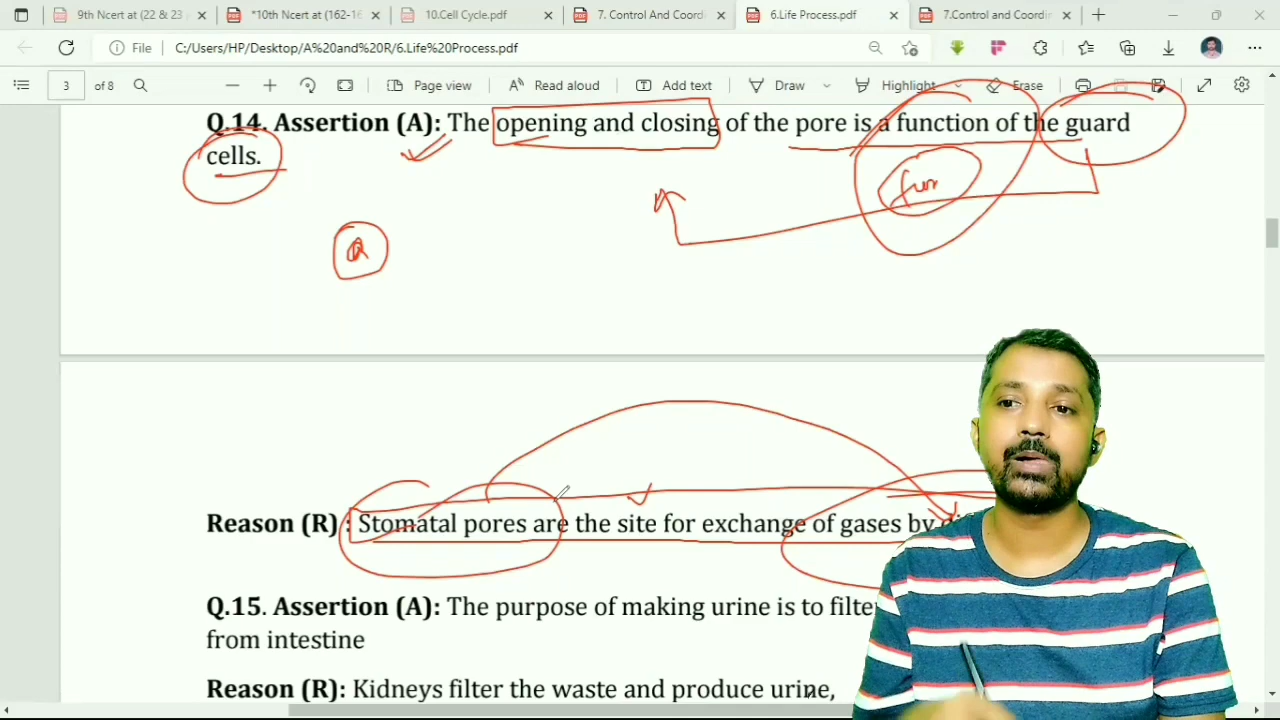 9th Ncert at (22 & 23
*10th Ncert at (162-16
10.Cell Cycle.pdf
7. Control And Coord
6.Life Process.pdf
7.Control and Coordi
File
C:/Users/HP/Desktop/A%20and%20R/6.Life%20Process.pdf
3 of 8
Page view
Read aloud
Add text
Draw
Highlight
Erase
Q.14. Assertion (A): The opening and closing of the pore is a function of the guard
cells.
fun
Reason (R) : Stomatal pores are the site for exchange of gases by
Q.15. Assertion (A): The purpose of making urine is to filte
from intestine
Reason (R): Kidneys filter the waste and produce urine,